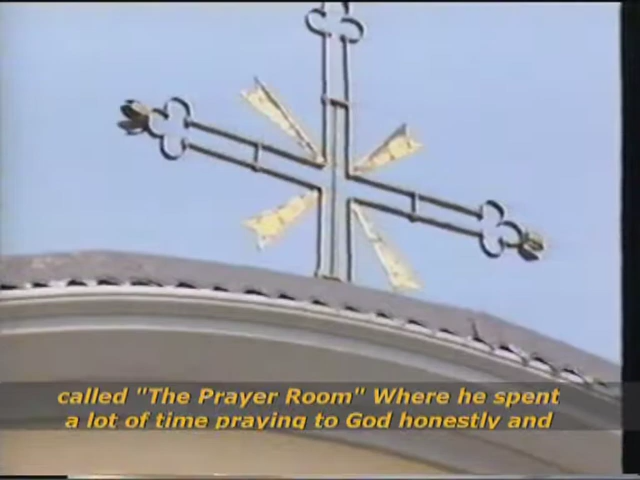 called "The Prayer Room" Where he spent
a lot of time praying to God honestly and